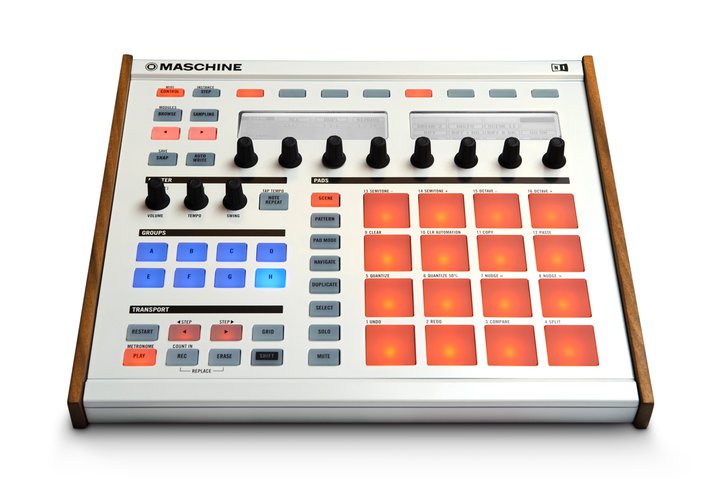 MASCHINE
NI
MIDI
CONTROL
INSTANCE
STEP
MODULES
BROWSE
SAMPLING
SAVE
SNAP
AUTO
WRITE
VOLUME
TEMPO
SWING
TAP TEMPO
NOTE
REPEAT
GROUPS
A B C D
E F G H
TRANSPORT
◀STEP STEP▶
RESTART
GRID
METRONOME
PLAY
COUNT IN
REC
ERASE
SHIFT
REPLACE
PADS
SCENE
PATTERN
PAD MODE
NAVIGATE
DUPLICATE
SELECT
SOLO
MUTE
13 SEMITONE − 14 SEMITONE + 15 OCTAVE − 16 OCTAVE +
9 CLEAR 10 CLR AUTOMATION 11 COPY 12 PASTE
5 QUANTIZE 6 QUANTIZE 50% 7 NUDGE < 8 NUDGE >
1 UNDO 2 REDO 3 COMPARE 4 SPLIT